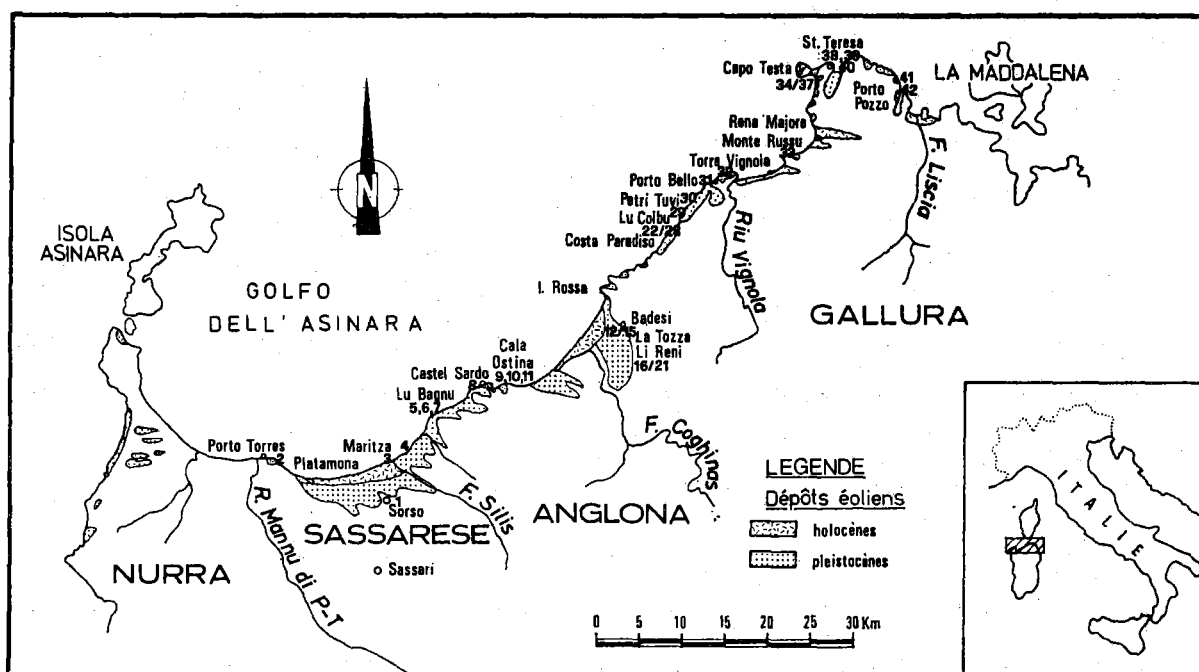 St. Teresa
38,39
40
Capo Testa
34/37
41
42
LA MADDALENA
Porto
Pozzo
Rena Majore
Monte Russu
33
F. Liscia
Torre Vignola
Porto Bello 31
Petri Tuvi 30
29
Lu Colbu
22/28
Costa Paradiso
Riu Vignola
N
ISOLA
ASINARA
GOLFO
DELL'ASINARA
I. Rossa
GALLURA
Badesi
12/15
La Tozza
Li Reni
16/21
Cala
Ostina
9,10,11
Castel Sardo
Lu Bagnu
5,6,7
F. Coghinas
Porto Torres
2
Maritza
4
3
Platamona
1
Sorso
F. Silis
ANGLONA
SASSARESE
NURRA
R. Mannu di P-T
Sassari
LEGENDE
Dépôts éoliens
holocènes
pleistocènes
0 5 10 15 20 25 30 Km
ITALIE